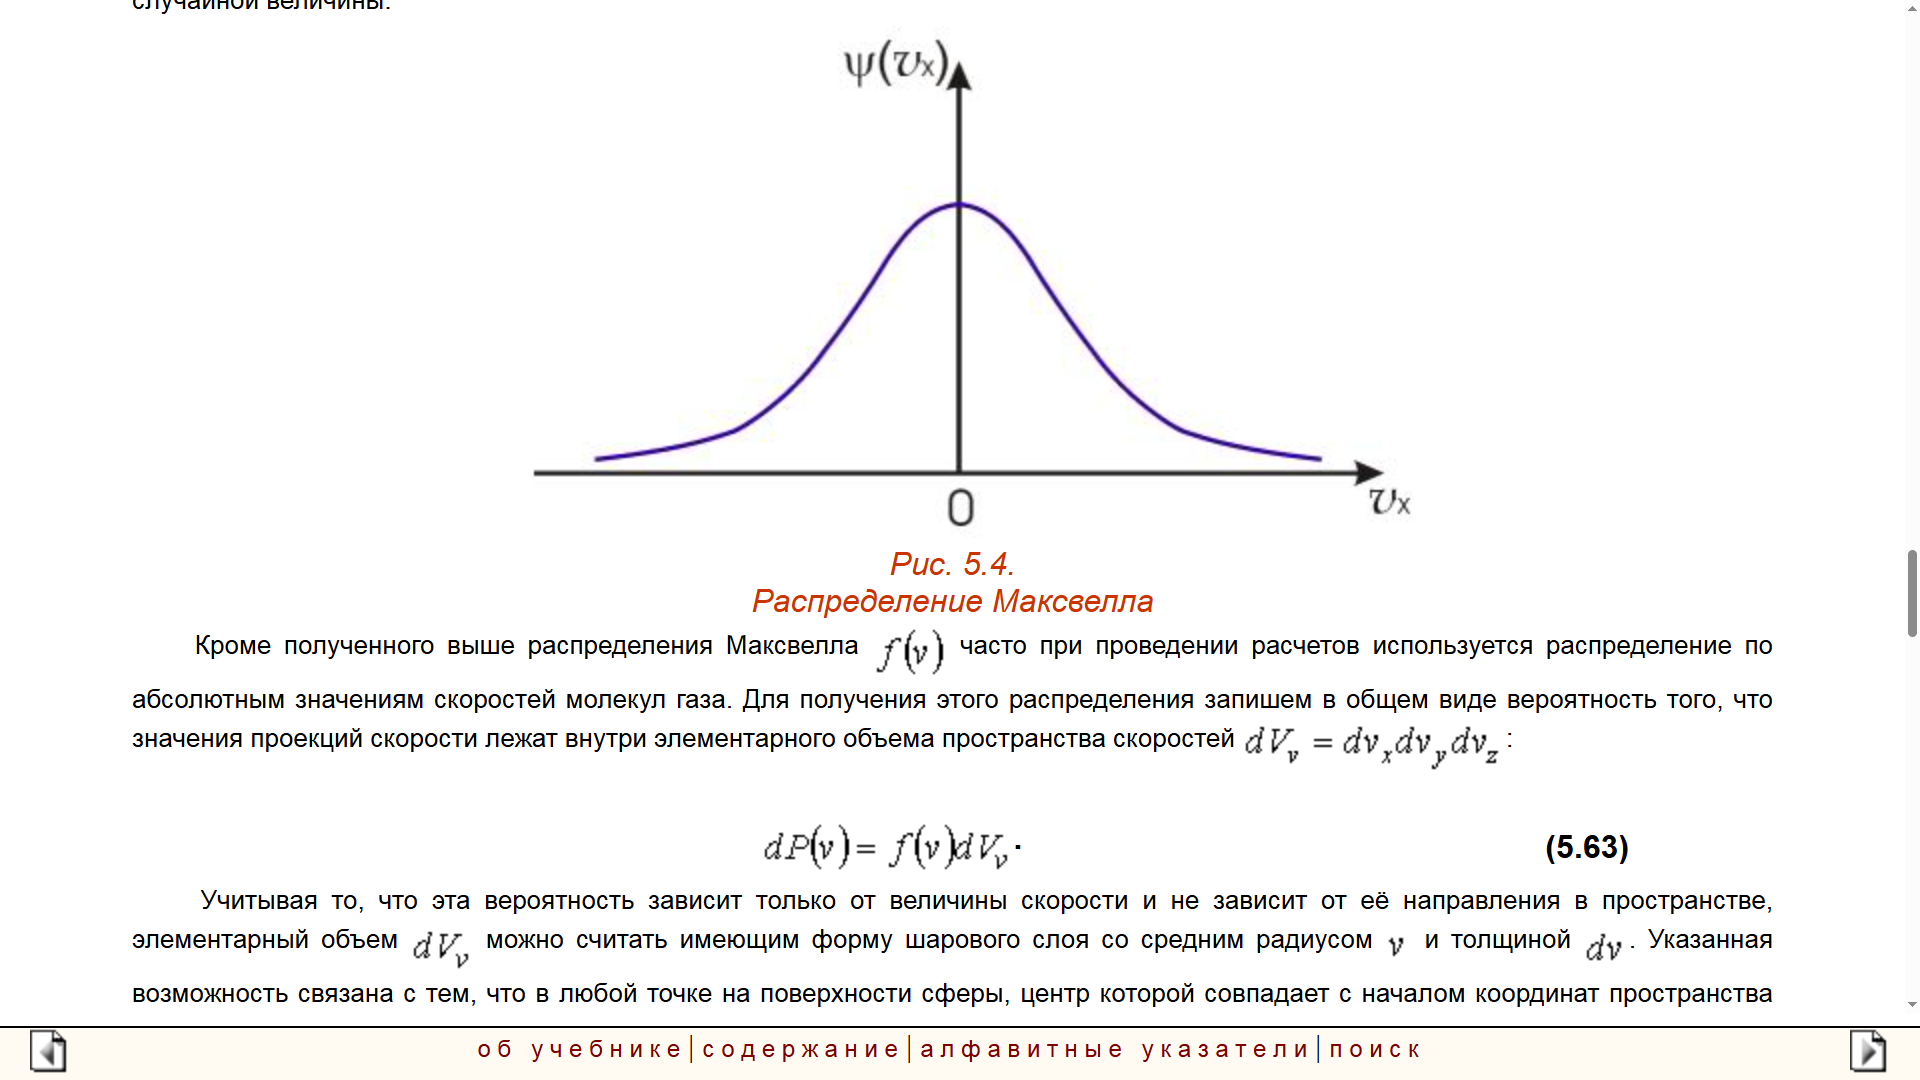 случайной величины.
ψ(υx)
0
υx
Рис. 5.4.
Распределение Максвелла
Кроме полученного выше распределения Максвелла f(v) часто при проведении расчетов используется распределение по
абсолютным значениям скоростей молекул газа. Для получения этого распределения запишем в общем виде вероятность того, что
значения проекций скорости лежат внутри элементарного объема пространства скоростей dV_v = dv_x dv_y dv_z :
dP(v) = f(v)dV_v . (5.63)
Учитывая то, что эта вероятность зависит только от величины скорости и не зависит от её направления в пространстве,
элементарный объем dV_v можно считать имеющим форму шарового слоя со средним радиусом v и толщиной dv . Указанная
возможность связана с тем, что в любой точке на поверхности сферы, центр которой совпадает с началом координат пространства
об учебнике|содержание|алфавитные указатели|поиск